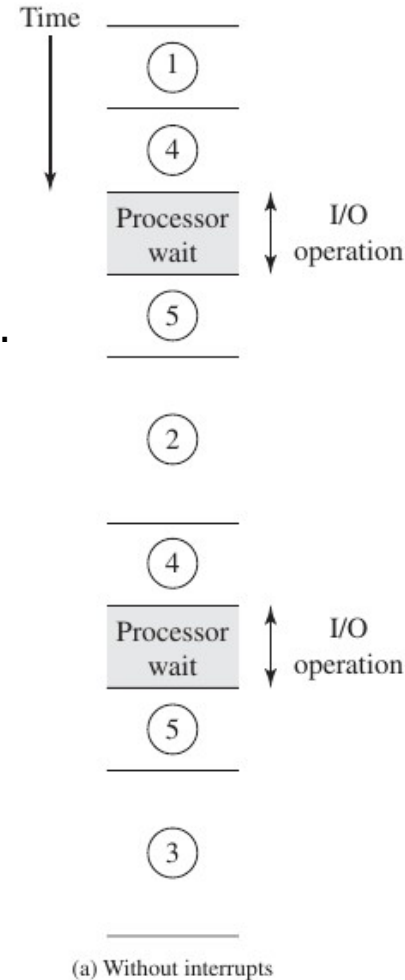 Time
1
4
Processor
wait
I/O
operation
5
.
2
4
Processor
wait
I/O
operation
5
3
(a) Without interrupts